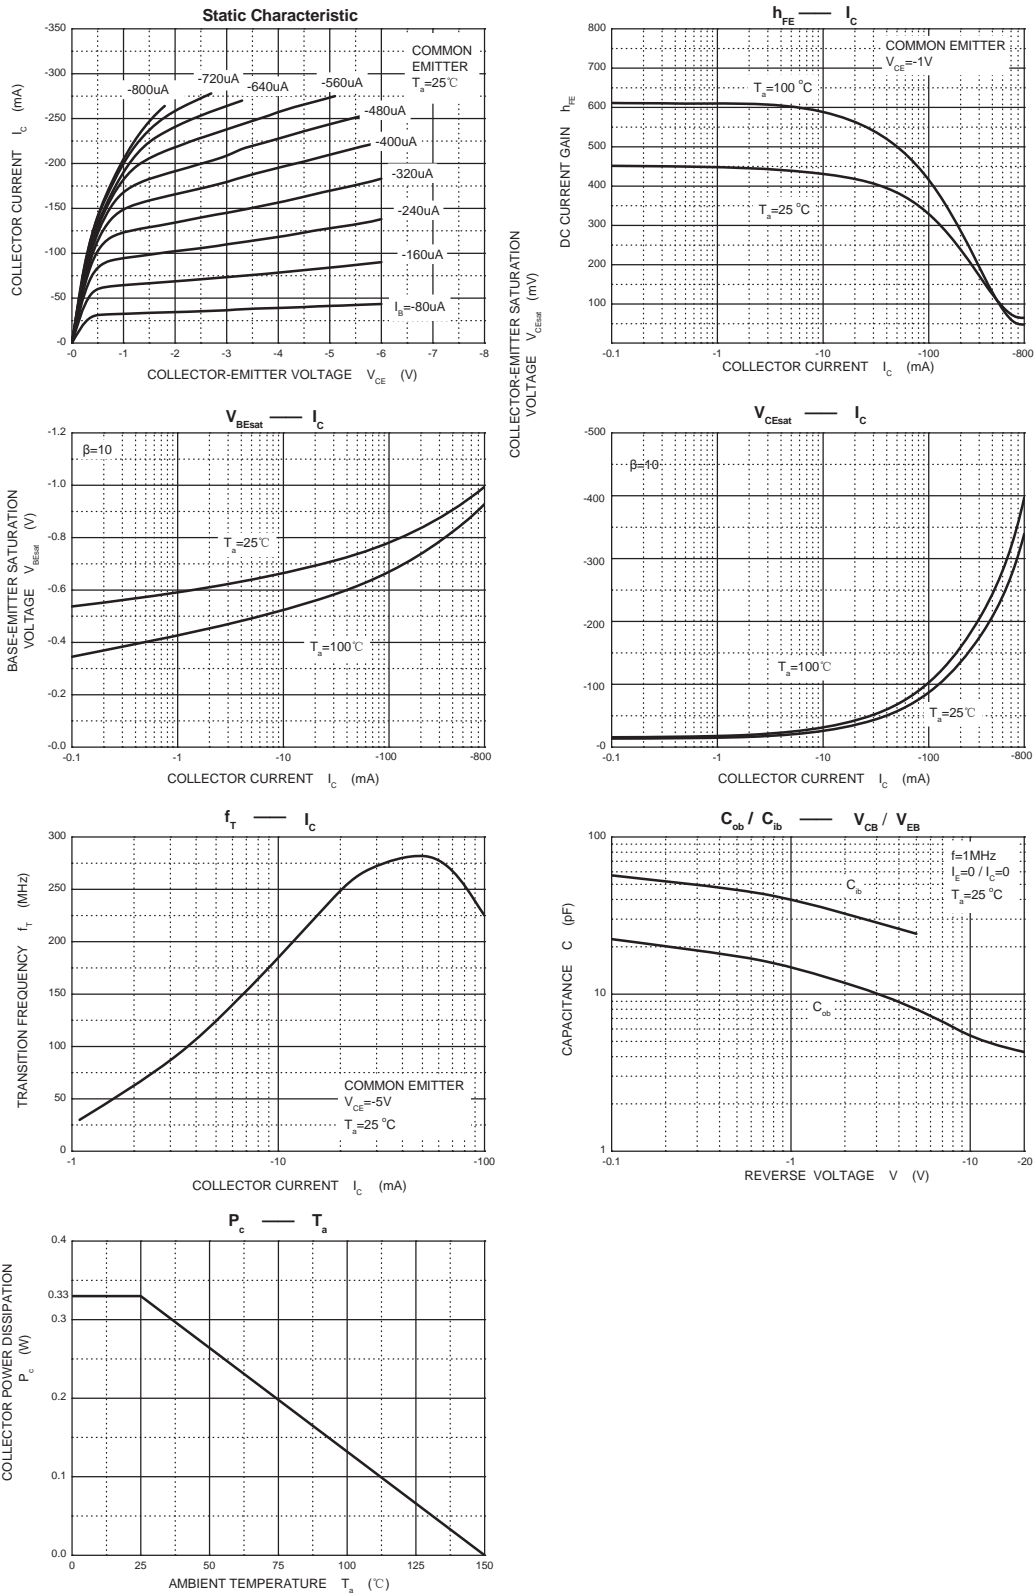 Static Characteristic
-350
-300
-250
-200
-150
-100
-50
-0
-0
-1
-2
-3
-4
-5
-6
-7
-8
COLLECTOR CURRENT I_C (mA)
COLLECTOR-EMITTER VOLTAGE V_CE (V)
COMMON
EMITTER
T_a=25℃
-800uA
-720uA
-640uA
-560uA
-480uA
-400uA
-320uA
-240uA
-160uA
I_B=-80uA
h_FE —— I_C
800
700
600
500
400
300
200
100
-0.1
-1
-10
-100
-800
DC CURRENT GAIN h_FE
COLLECTOR CURRENT I_C (mA)
COMMON EMITTER
V_CE=-1V
T_a=100 °C
T_a=25 °C
V_BEsat —— I_C
-1.2
-1.0
-0.8
-0.6
-0.4
-0.2
-0.0
-0.1
-1
-10
-100
-800
BASE-EMITTER SATURATION
VOLTAGE V_BEsat (V)
COLLECTOR CURRENT I_C (mA)
β=10
T_a=25℃
T_a=100℃
V_CEsat —— I_C
-500
-400
-300
-200
-100
-0
-0.1
-1
-10
-100
-800
COLLECTOR-EMITTER SATURATION
VOLTAGE V_CEsat (mV)
COLLECTOR CURRENT I_C (mA)
β=10
T_a=100℃
T_a=25℃
f_T —— I_C
300
250
200
150
100
50
0
-1
-10
-100
TRANSITION FREQUENCY f_T (MHz)
COLLECTOR CURRENT I_C (mA)
COMMON EMITTER
V_CE=-5V
T_a=25 °C
C_ob / C_ib —— V_CB / V_EB
100
10
1
-0.1
-1
-10
-20
CAPACITANCE C (pF)
REVERSE VOLTAGE V (V)
f=1MHz
I_E=0 / I_C=0
T_a=25 °C
C_ib
C_ob
P_c —— T_a
0.4
0.33
0.3
0.2
0.1
0.0
0
25
50
75
100
125
150
COLLECTOR POWER DISSIPATION
P_c (W)
AMBIENT TEMPERATURE T_a (℃)